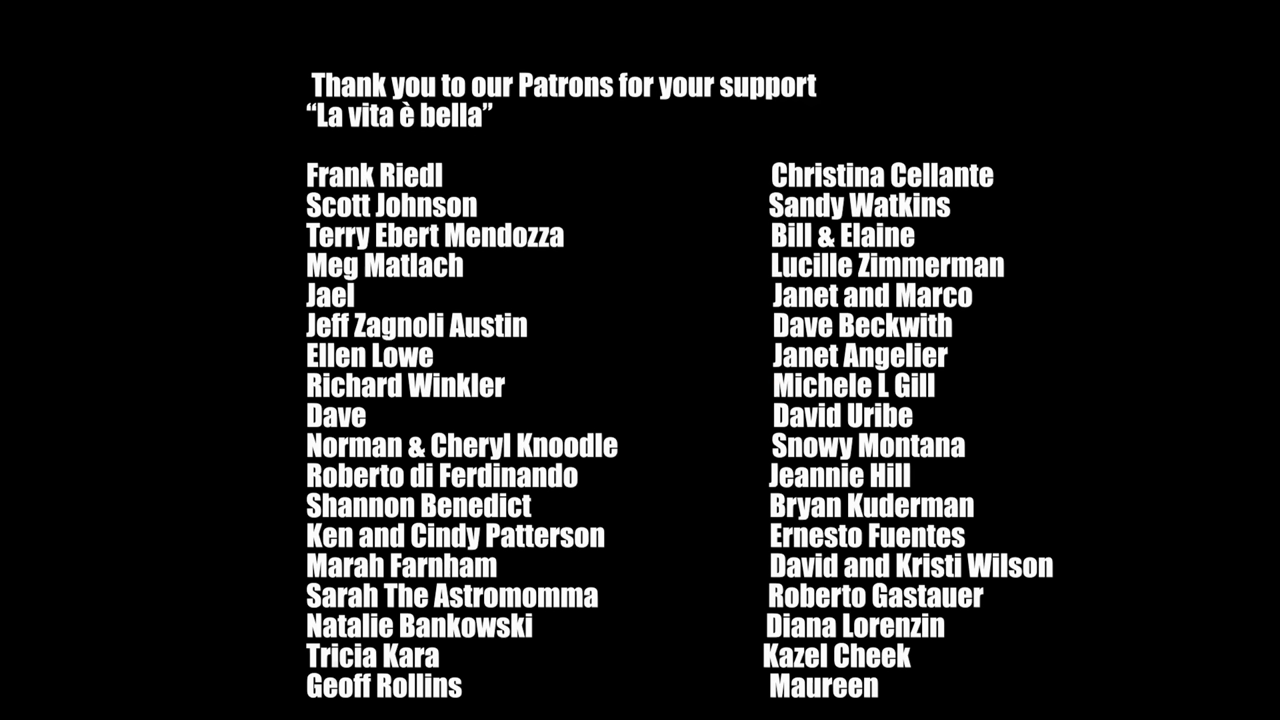 Thank you to our Patrons for your support
“La vita è bella”
Frank Riedl
Scott Johnson
Terry Ebert Mendozza
Meg Matlach
Jael
Jeff Zagnoli Austin
Ellen Lowe
Richard Winkler
Dave
Norman & Cheryl Knoodle
Roberto di Ferdinando
Shannon Benedict
Ken and Cindy Patterson
Marah Farnham
Sarah The Astromomma
Natalie Bankowski
Tricia Kara
Geoff Rollins
Christina Cellante
Sandy Watkins
Bill & Elaine
Lucille Zimmerman
Janet and Marco
Dave Beckwith
Janet Angelier
Michele L Gill
David Uribe
Snowy Montana
Jeannie Hill
Bryan Kuderman
Ernesto Fuentes
David and Kristi Wilson
Roberto Gastauer
Diana Lorenzin
Kazel Cheek
Maureen